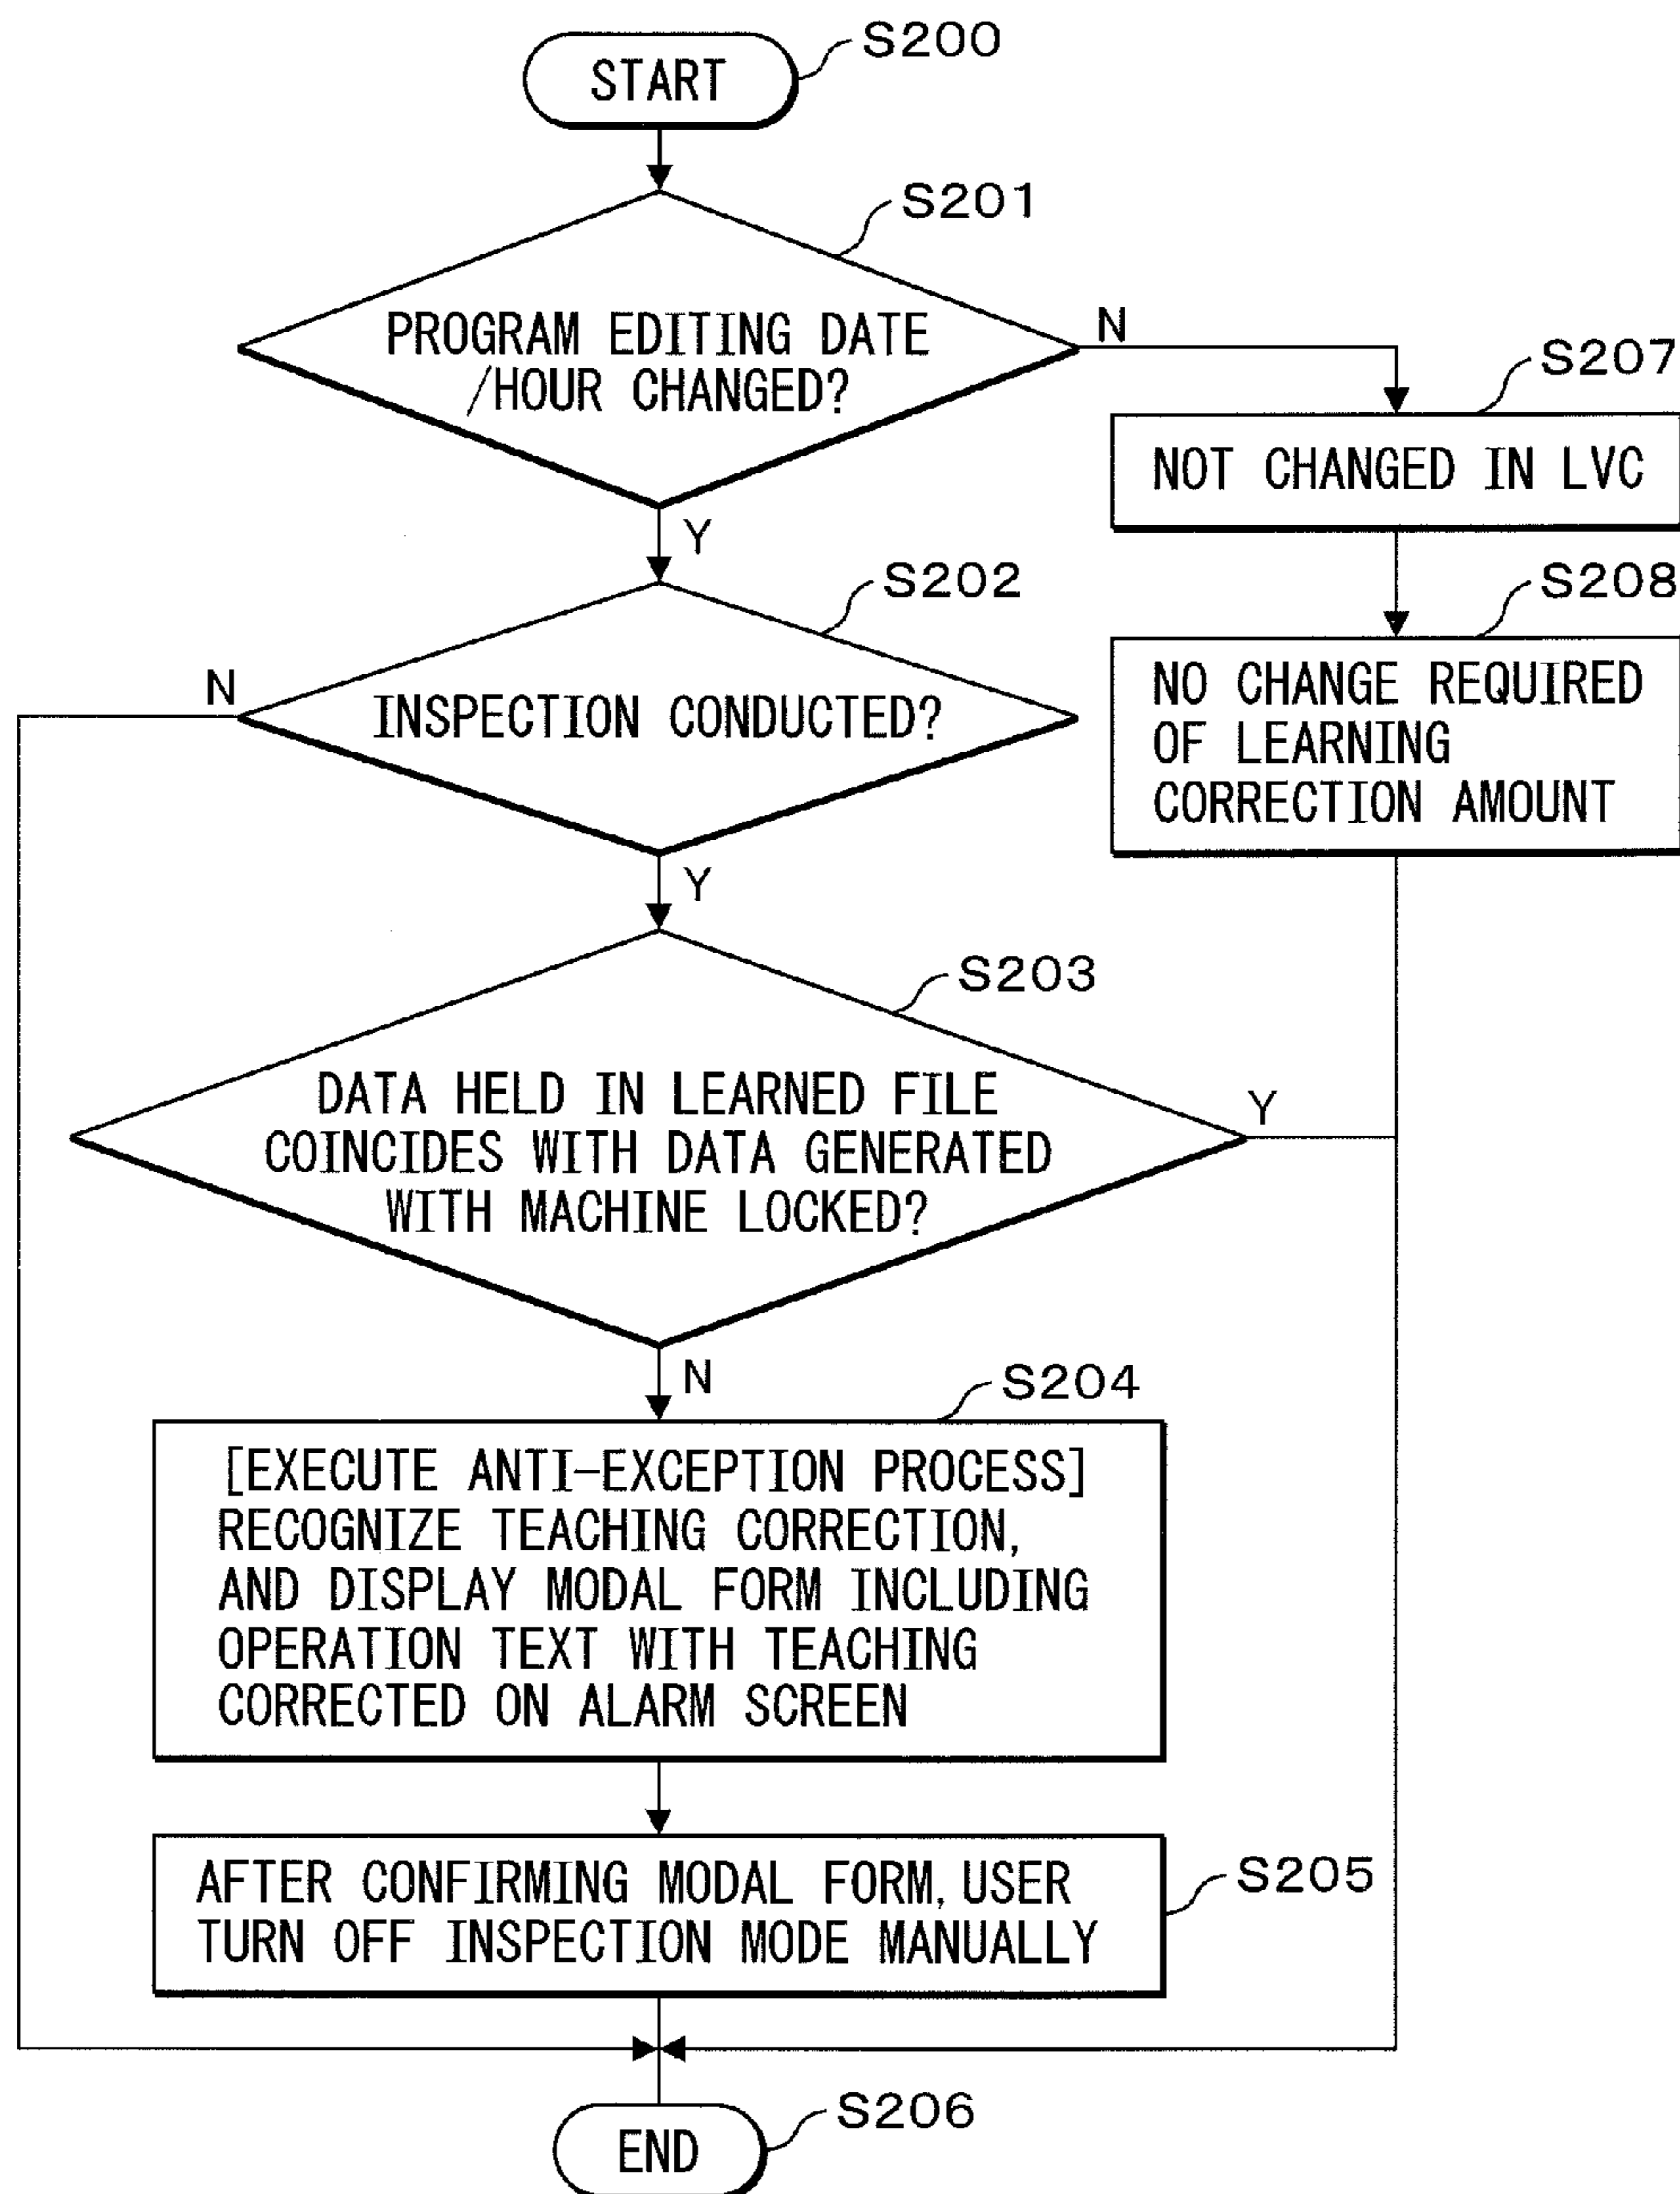 START
S200
S201
PROGRAM EDITING DATE
/HOUR CHANGED?
N
Y
S207
NOT CHANGED IN LVC
S202
N
INSPECTION CONDUCTED?
Y
S208
NO CHANGE REQUIRED
OF LEARNING
CORRECTION AMOUNT
S203
DATA HELD IN LEARNED FILE
COINCIDES WITH DATA GENERATED
WITH MACHINE LOCKED?
Y
N
S204
[EXECUTE ANTI-EXCEPTION PROCESS]
RECOGNIZE TEACHING CORRECTION,
AND DISPLAY MODAL FORM INCLUDING
OPERATION TEXT WITH TEACHING
CORRECTED ON ALARM SCREEN
S205
AFTER CONFIRMING MODAL FORM, USER
TURN OFF INSPECTION MODE MANUALLY
S206
END